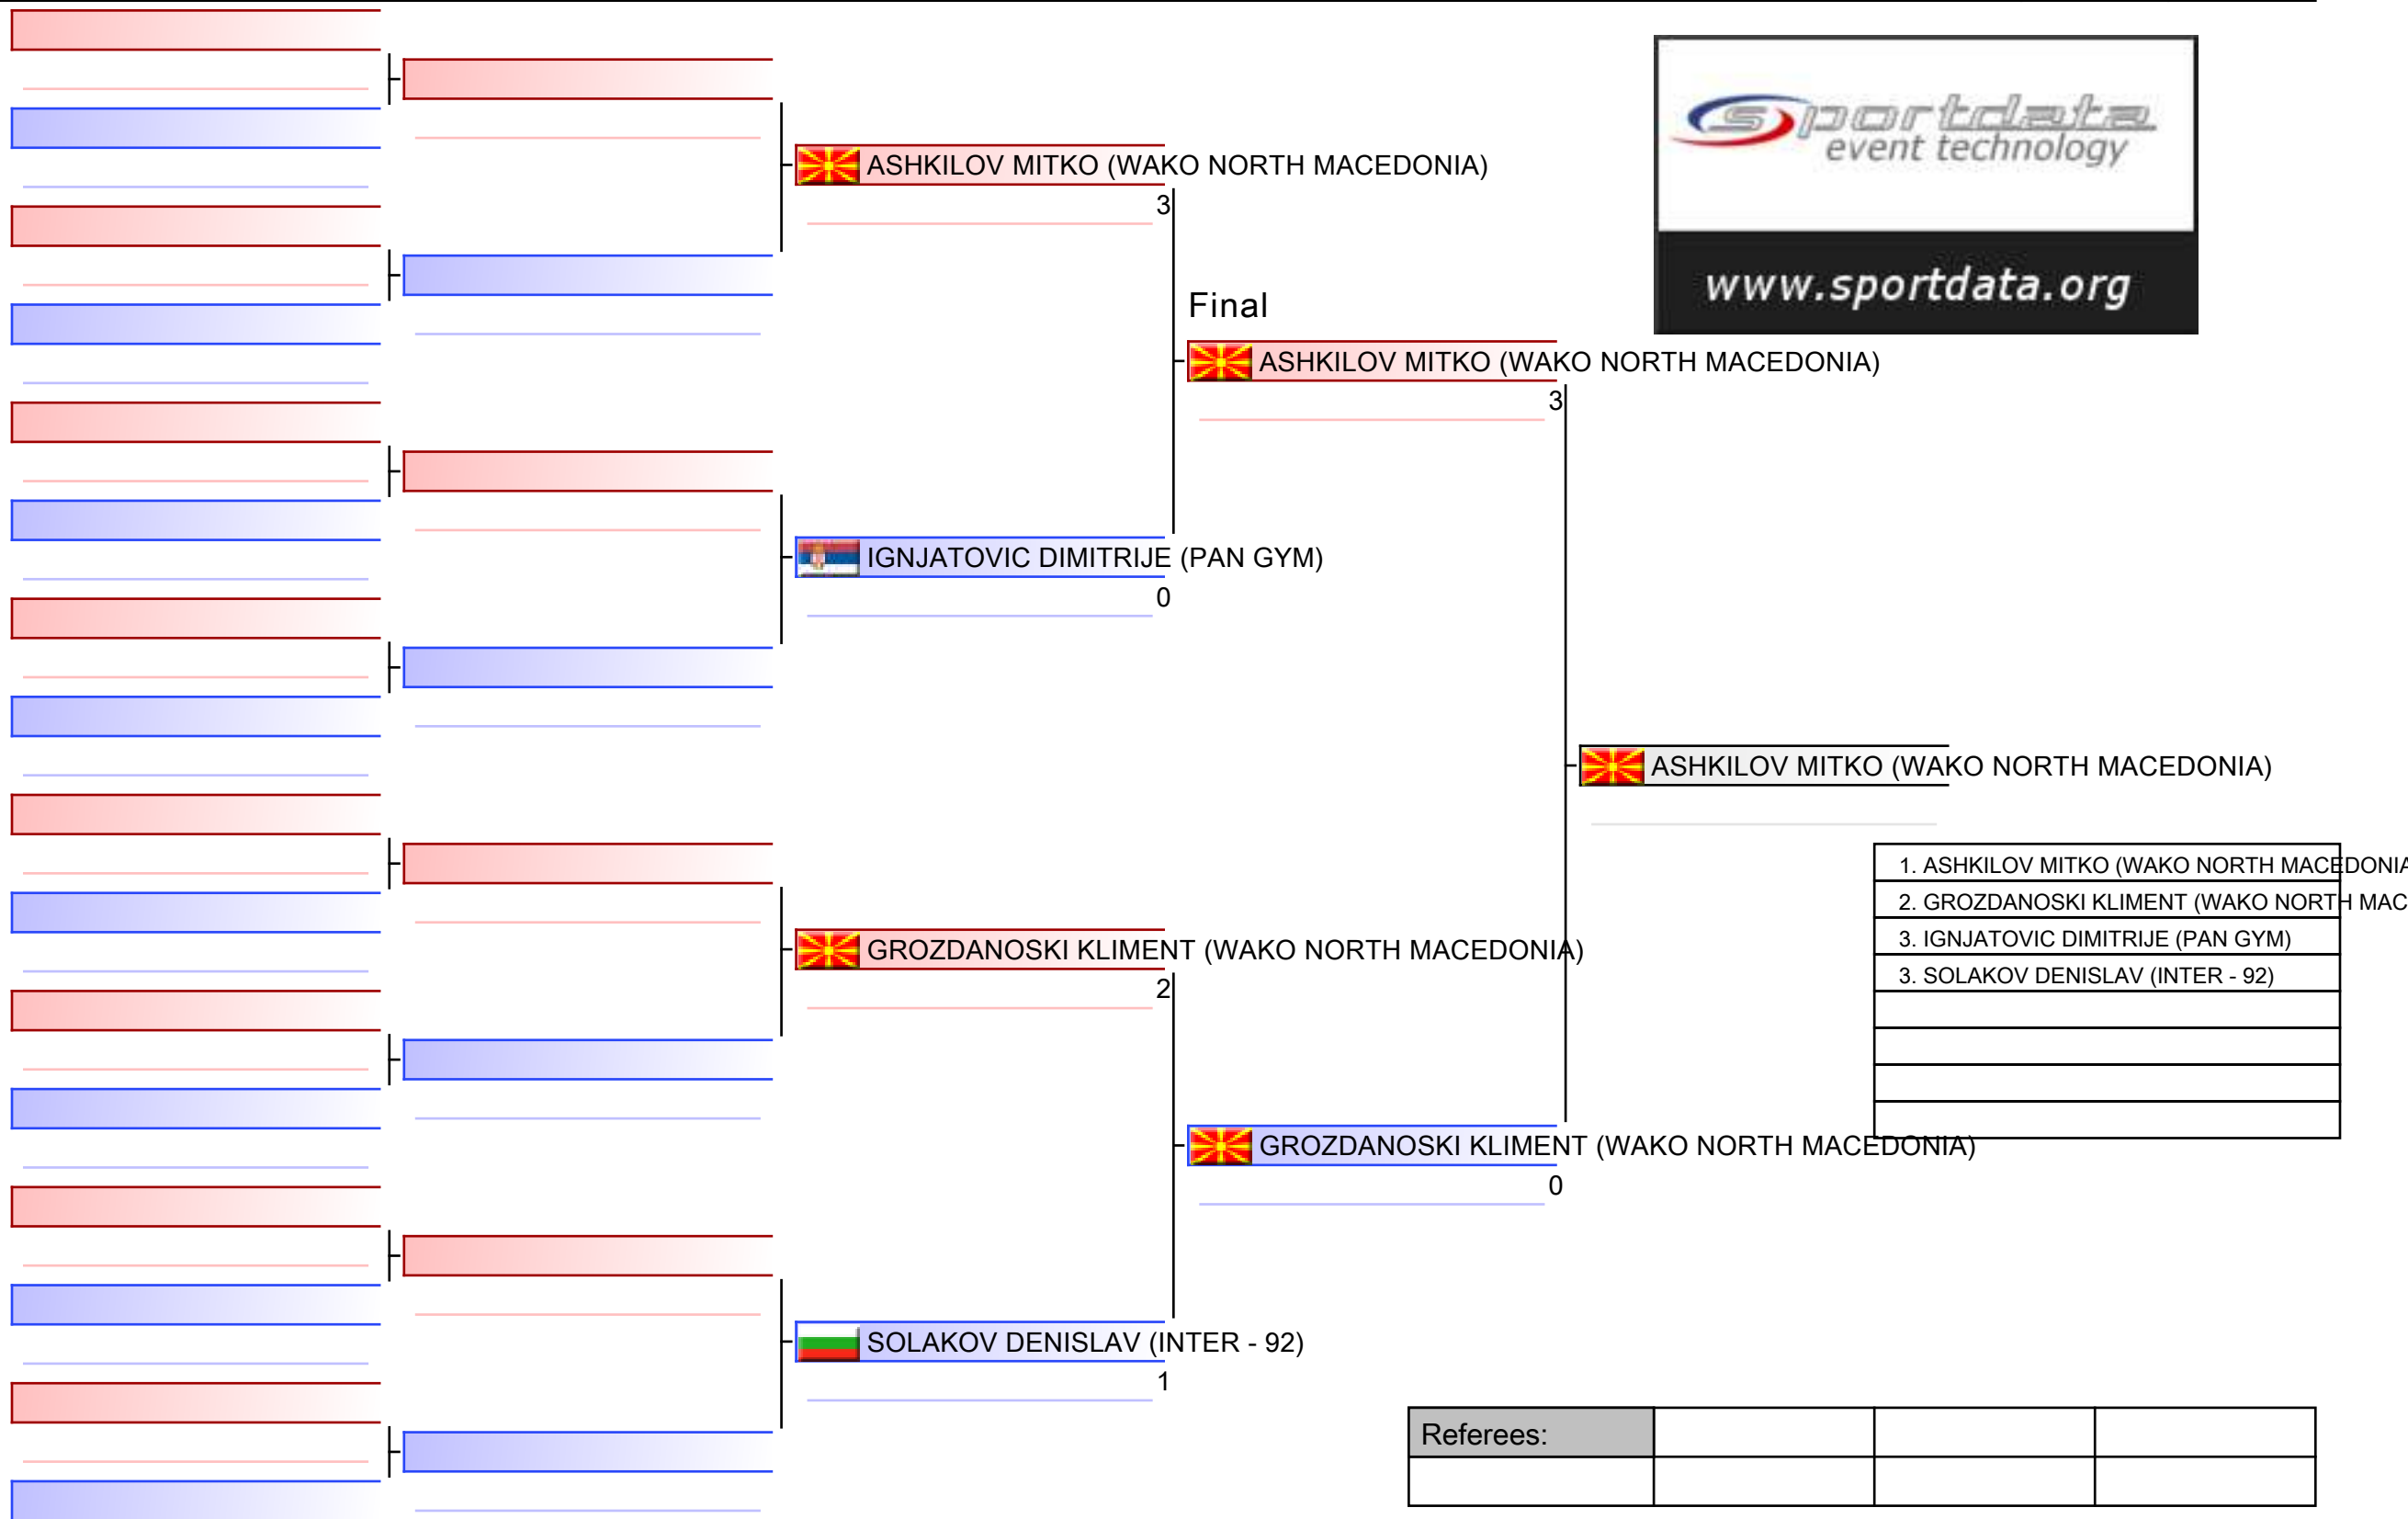 sportdata
event technology
www.sportdata.org
ASHKILOV MITKO (WAKO NORTH MACEDONIA)
3
Final
ASHKILOV MITKO (WAKO NORTH MACEDONIA)
3
IGNJATOVIC DIMITRIJE (PAN GYM)
0
ASHKILOV MITKO (WAKO NORTH MACEDONIA)
1. ASHKILOV MITKO (WAKO NORTH MACEDONIA
2. GROZDANOSKI KLIMENT (WAKO NORTH MAC
3. IGNJATOVIC DIMITRIJE (PAN GYM)
3. SOLAKOV DENISLAV (INTER - 92)
GROZDANOSKI KLIMENT (WAKO NORTH MACEDONIA)
2
GROZDANOSKI KLIMENT (WAKO NORTH MACEDONIA)
0
SOLAKOV DENISLAV (INTER - 92)
1
Referees: